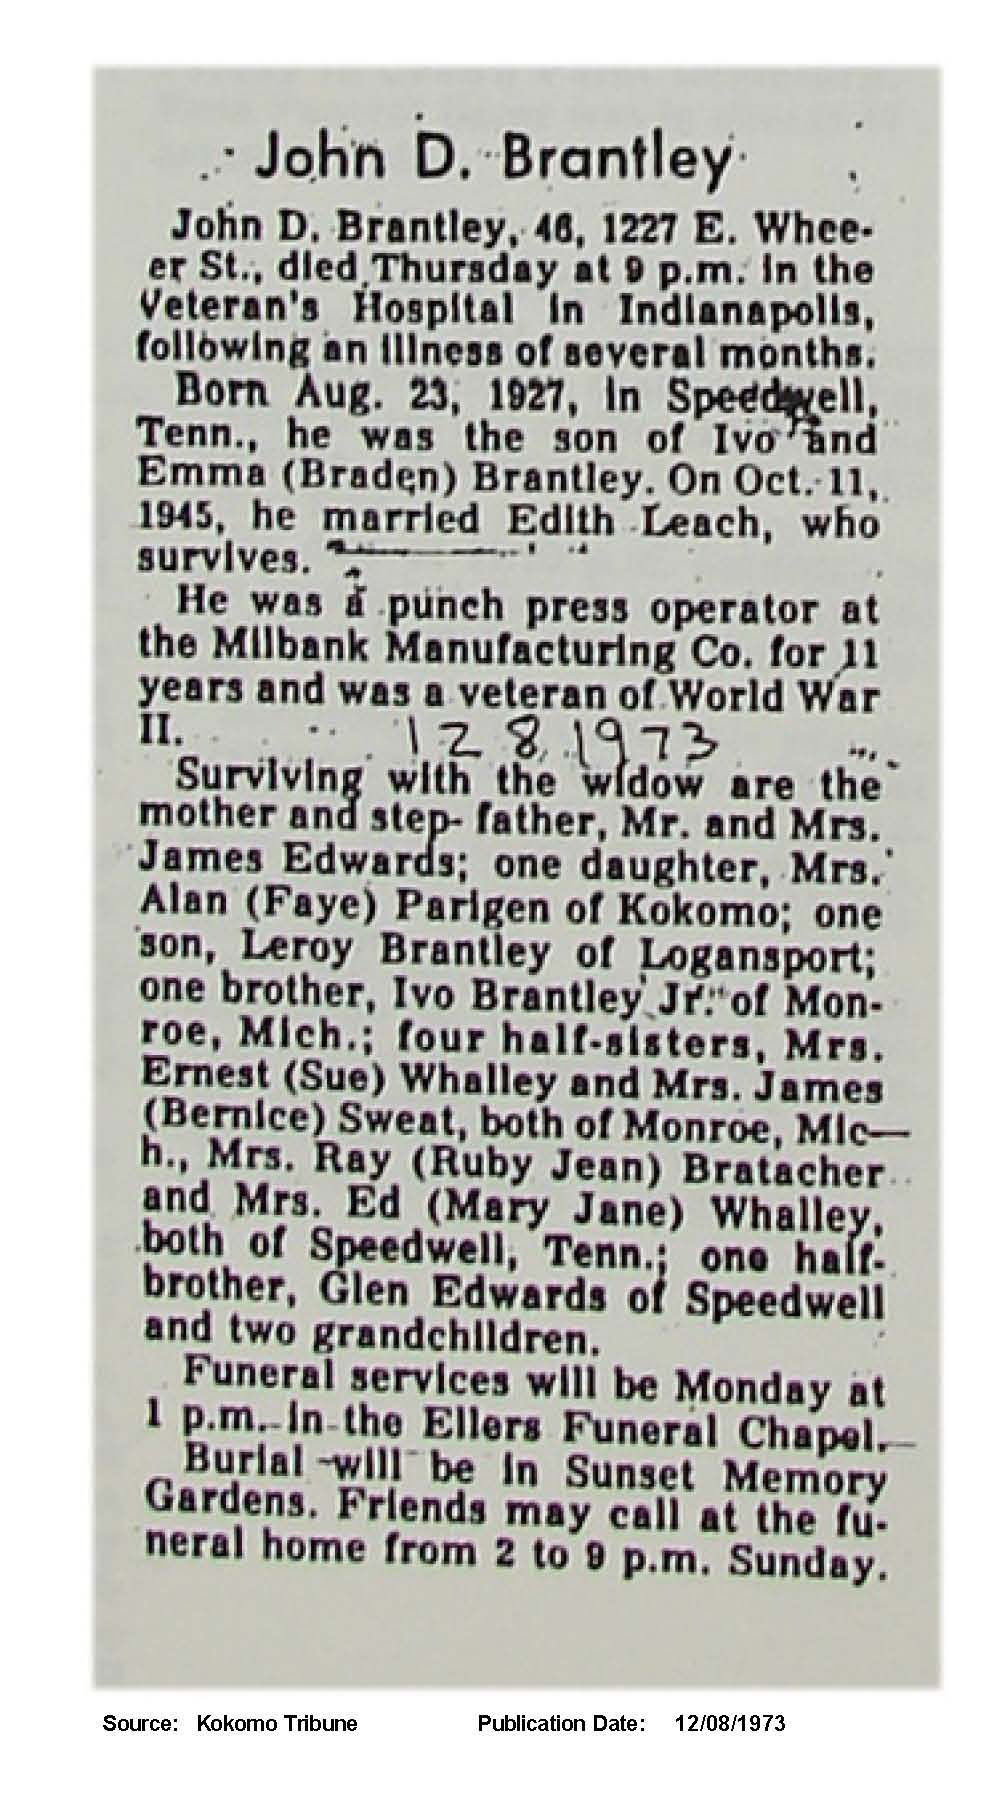 John D. Brantley
John D. Brantley, 46, 1227 E. Whee-
er St., died Thursday at 9 p.m. in the
Veteran's Hospital in Indianapolis,
following an illness of several months.
Born Aug. 23, 1927, in Speedwell,
Tenn., he was the son of Ivo and
Emma (Braden) Brantley. On Oct. 11,
1945, he married Edith Leach, who
survives.
He was a punch press operator at
the Milbank Manufacturing Co. for 11
years and was a veteran of World War
II.
12 8 1973
Surviving with the widow are the
mother and step- father, Mr. and Mrs.
James Edwards; one daughter, Mrs.
Alan (Faye) Parigen of Kokomo; one
son, Leroy Brantley of Logansport;
one brother, Ivo Brantley Jr. of Mon-
roe, Mich.; four half-sisters, Mrs.
Ernest (Sue) Whalley and Mrs. James
(Bernice) Sweat, both of Monroe, Mic—
h., Mrs. Ray (Ruby Jean) Bratacher
and Mrs. Ed (Mary Jane) Whalley,
both of Speedwell, Tenn.; one half-
brother, Glen Edwards of Speedwell
and two grandchildren.
Funeral services will be Monday at
1 p.m. in the Ellers Funeral Chapel.
Burial will be in Sunset Memory
Gardens. Friends may call at the fu-
neral home from 2 to 9 p.m. Sunday.
Source: Kokomo Tribune Publication Date: 12/08/1973